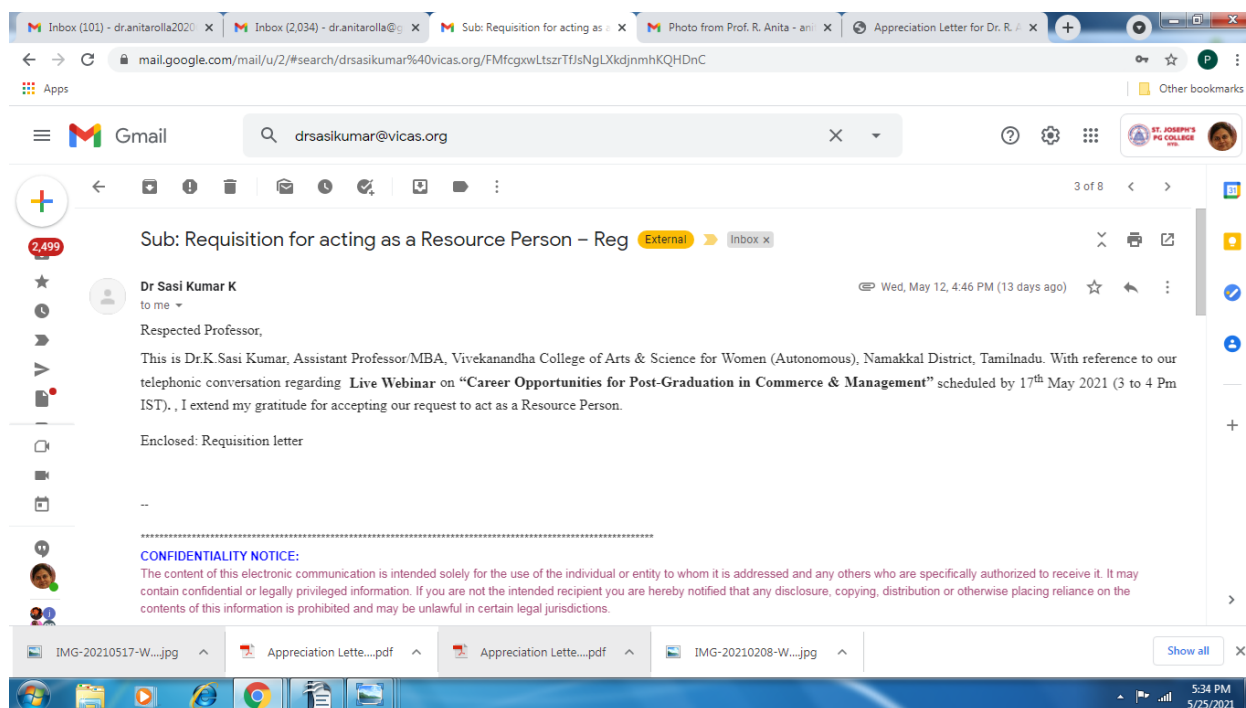 Inbox (101) - dr.anitarolla2020
Inbox (2,034) - dr.anitarolla@g
Sub: Requisition for acting as a
Photo from Prof. R. Anita - ani
Appreciation Letter for Dr. R. A
mail.google.com/mail/u/2/#search/drsasikumar%40vicas.org/FMfcgxwLtszrTfJsNgLXkdjnmhKQHDnC
P
Apps
Other bookmarks
Gmail
drsasikumar@vicas.org
ST. JOSEPH'S
PG COLLEGE
HYD.
3 of 8
31
2,499
Sub: Requisition for acting as a Resource Person – Reg External Inbox x
Dr Sasi Kumar K
Wed, May 12, 4:46 PM (13 days ago)
to me
Respected Professor,
This is Dr.K.Sasi Kumar, Assistant Professor/MBA, Vivekanandha College of Arts & Science for Women (Autonomous), Namakkal District, Tamilnadu. With reference to our
telephonic conversation regarding Live Webinar on “Career Opportunities for Post-Graduation in Commerce & Management” scheduled by 17th May 2021 (3 to 4 Pm
IST). , I extend my gratitude for accepting our request to act as a Resource Person.
Enclosed: Requisition letter
--
CONFIDENTIALITY NOTICE:
The content of this electronic communication is intended solely for the use of the individual or entity to whom it is addressed and any others who are specifically authorized to receive it. It may
contain confidential or legally privileged information. If you are not the intended recipient you are hereby notified that any disclosure, copying, distribution or otherwise placing reliance on the
contents of this information is prohibited and may be unlawful in certain legal jurisdictions.
IMG-20210517-W....jpg
Appreciation Lette....pdf
Appreciation Lette....pdf
IMG-20210208-W....jpg
Show all
5:34 PM
5/25/2021